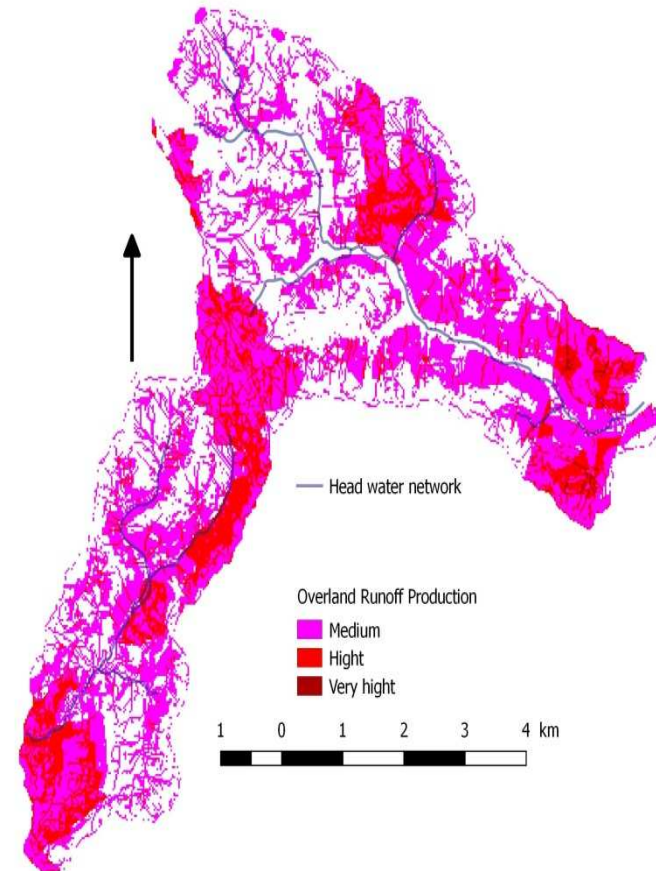 Head water network
Overland Runoff Production
Medium
Hight
Very hight
1 0 1 2 3 4 km